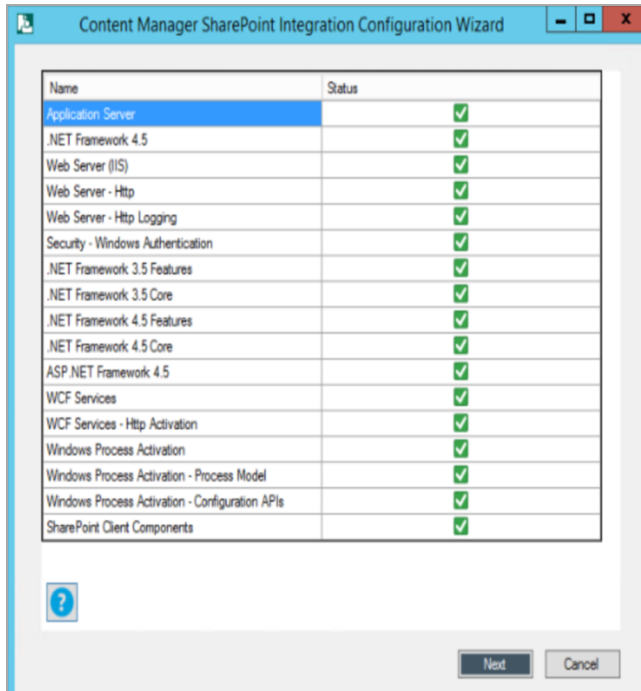 Content Manager SharePoint Integration Configuration Wizard
Name Status
Application Server
.NET Framework 4.5
Web Server (IIS)
Web Server - Http
Web Server - Http Logging
Security - Windows Authentication
.NET Framework 3.5 Features
.NET Framework 3.5 Core
.NET Framework 4.5 Features
.NET Framework 4.5 Core
ASP.NET Framework 4.5
WCF Services
WCF Services - Http Activation
Windows Process Activation
Windows Process Activation - Process Model
Windows Process Activation - Configuration APIs
SharePoint Client Components
?
Next Cancel